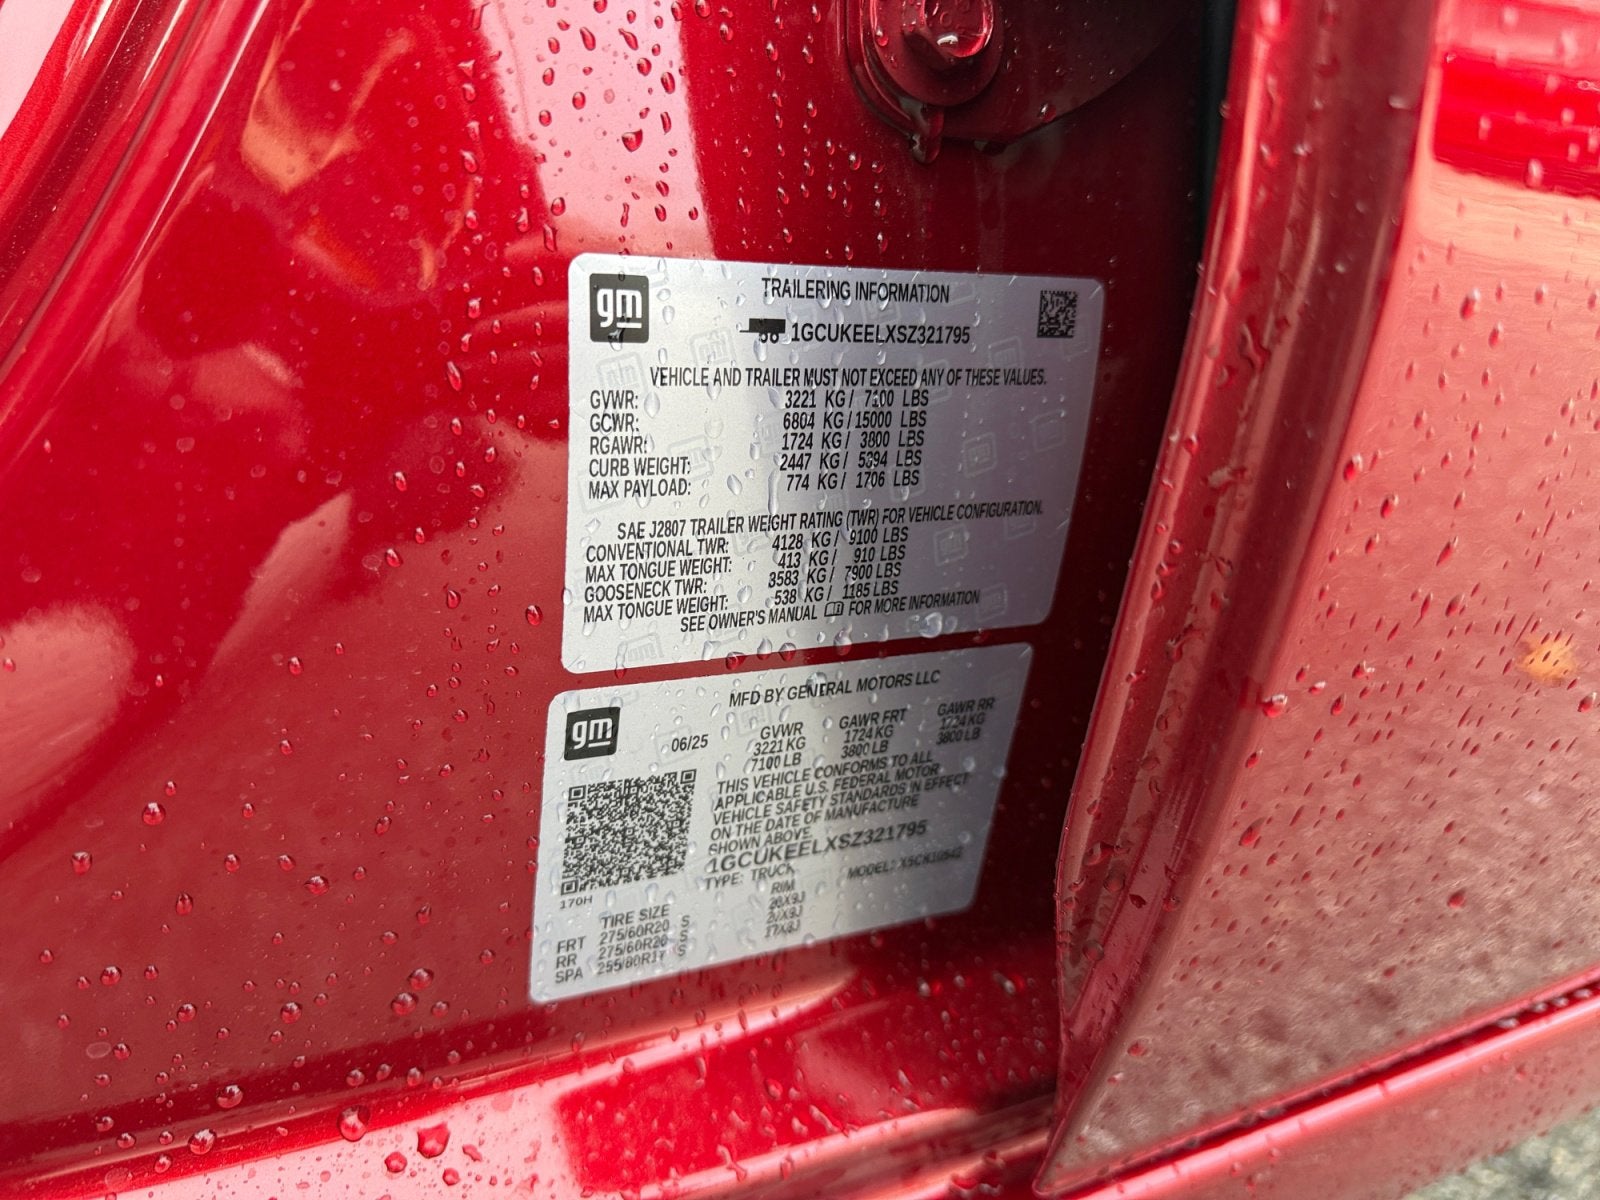 gm
TRAILERING INFORMATION
1GCUKEELXSZ321795
VEHICLE AND TRAILER MUST NOT EXCEED ANY OF THESE VALUES.
GVWR: 3221 KG / 7100 LBS
GCWR: 6804 KG / 15000 LBS
RGAWR: 1724 KG / 3800 LBS
CURB WEIGHT: 2447 KG / 5394 LBS
MAX PAYLOAD: 774 KG / 1706 LBS
SAE J2807 TRAILER WEIGHT RATING (TWR) FOR VEHICLE CONFIGURATION.
CONVENTIONAL TWR: 4128 KG / 9100 LBS
MAX TONGUE WEIGHT: 413 KG / 910 LBS
GOOSENECK TWR: 3583 KG / 7900 LBS
MAX TONGUE WEIGHT: 538 KG / 1185 LBS
SEE OWNER'S MANUAL FOR MORE INFORMATION
MFD BY GENERAL MOTORS LLC
gm
06/25
GVWR GAWR FRT GAWR RR
3221 KG 1724 KG 1724 KG
7100 LB 3800 LB 3800 LB
THIS VEHICLE CONFORMS TO ALL
APPLICABLE U.S. FEDERAL MOTOR
VEHICLE SAFETY STANDARDS IN EFFECT
ON THE DATE OF MANUFACTURE
SHOWN ABOVE.
1GCUKEELXSZ321795
TYPE: TRUCK MODEL:
170H
TIRE SIZE RIM
FRT 275/60R20 S 20X9J
RR 275/60R20 S 20X9J
SPA 255/80R17 S 17X8J